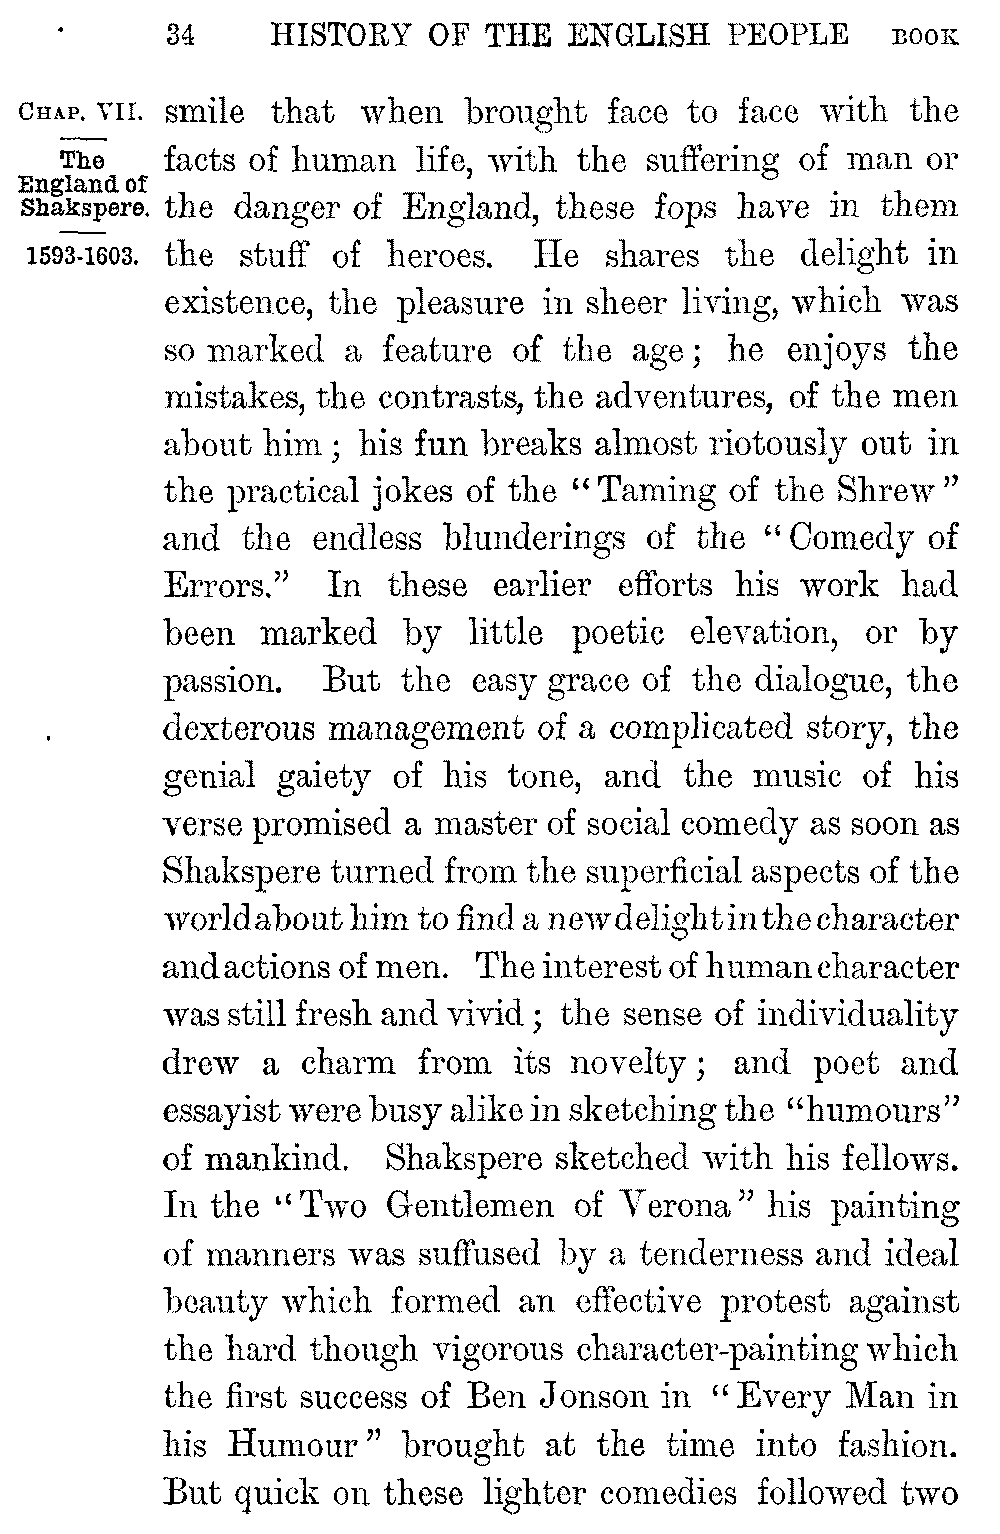 34 HISTORY OF THE ENGLISH PEOPLE BOOK
CHAP. VII.
The
England of
Shakspere.
1593-1603.
smile that when brought face to face with the
facts of human life, with the suffering of man or
the danger of England, these fops have in them
the stuff of heroes. He shares the delight in
existence, the pleasure in sheer living, which was
so marked a feature of the age; he enjoys the
mistakes, the contrasts, the adventures, of the men
about him; his fun breaks almost riotously out in
the practical jokes of the "Taming of the Shrew"
and the endless blunderings of the "Comedy of
Errors." In these earlier efforts his work had
been marked by little poetic elevation, or by
passion. But the easy grace of the dialogue, the
dexterous management of a complicated story, the
genial gaiety of his tone, and the music of his
verse promised a master of social comedy as soon as
Shakspere turned from the superficial aspects of the
world about him to find a new delight in the character
and actions of men. The interest of human character
was still fresh and vivid; the sense of individuality
drew a charm from its novelty; and poet and
essayist were busy alike in sketching the "humours"
of mankind. Shakspere sketched with his fellows.
In the "Two Gentlemen of Verona" his painting
of manners was suffused by a tenderness and ideal
beauty which formed an effective protest against
the hard though vigorous character-painting which
the first success of Ben Jonson in "Every Man in
his Humour" brought at the time into fashion.
But quick on these lighter comedies followed two